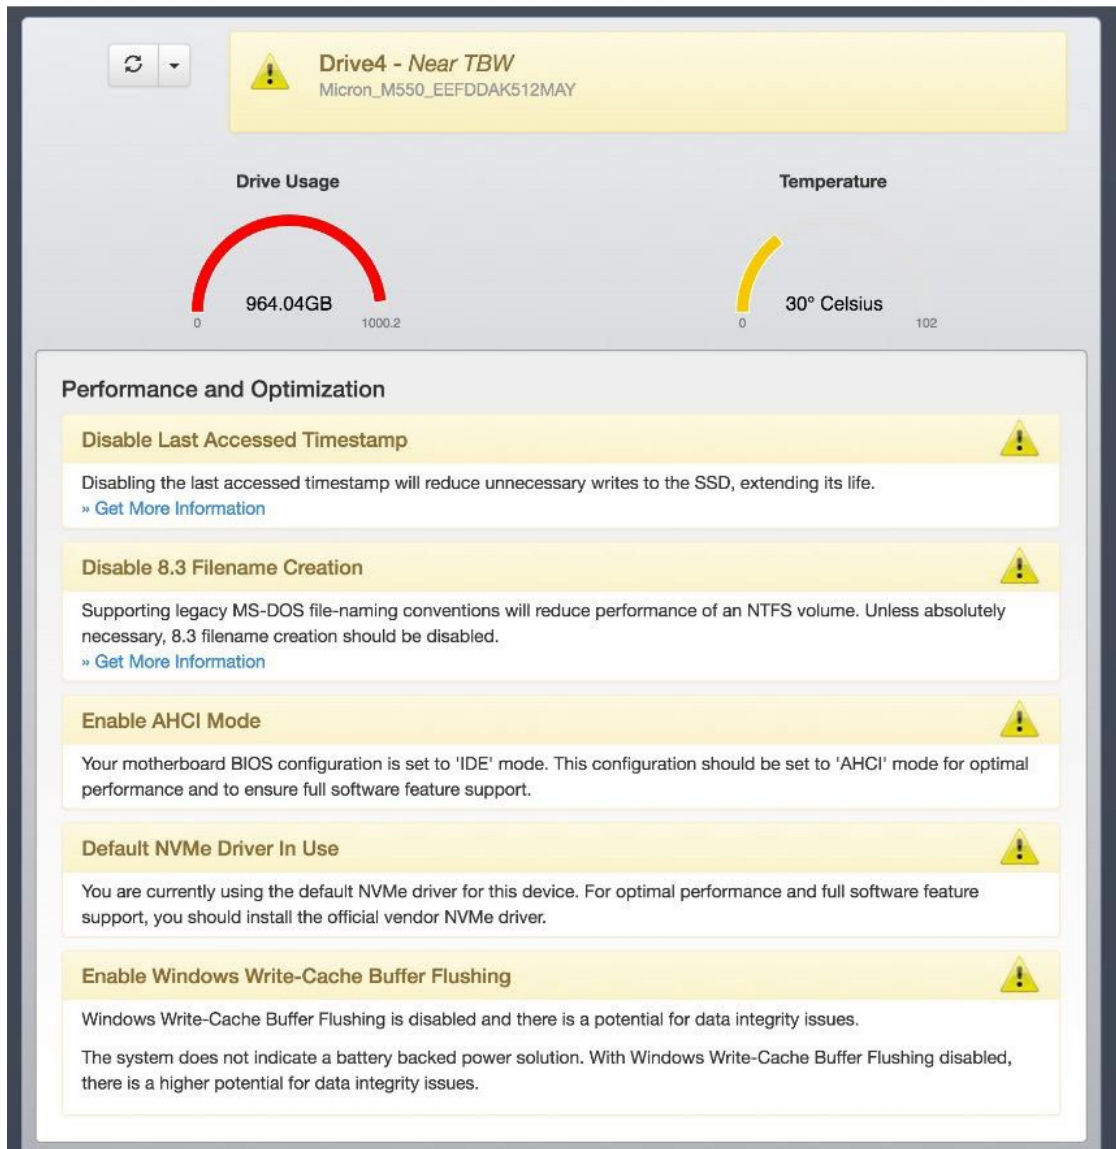 Drive4 - Near TBW
Micron_M550_EEFDDAK512MAY
Drive Usage
Temperature
964.04GB
0
1000.2
30° Celsius
0
102
Performance and Optimization
Disable Last Accessed Timestamp
Disabling the last accessed timestamp will reduce unnecessary writes to the SSD, extending its life.
» Get More Information
Disable 8.3 Filename Creation
Supporting legacy MS-DOS file-naming conventions will reduce performance of an NTFS volume. Unless absolutely
necessary, 8.3 filename creation should be disabled.
» Get More Information
Enable AHCI Mode
Your motherboard BIOS configuration is set to 'IDE' mode. This configuration should be set to 'AHCI' mode for optimal
performance and to ensure full software feature support.
Default NVMe Driver In Use
You are currently using the default NVMe driver for this device. For optimal performance and full software feature
support, you should install the official vendor NVMe driver.
Enable Windows Write-Cache Buffer Flushing
Windows Write-Cache Buffer Flushing is disabled and there is a potential for data integrity issues.
The system does not indicate a battery backed power solution. With Windows Write-Cache Buffer Flushing disabled,
there is a higher potential for data integrity issues.